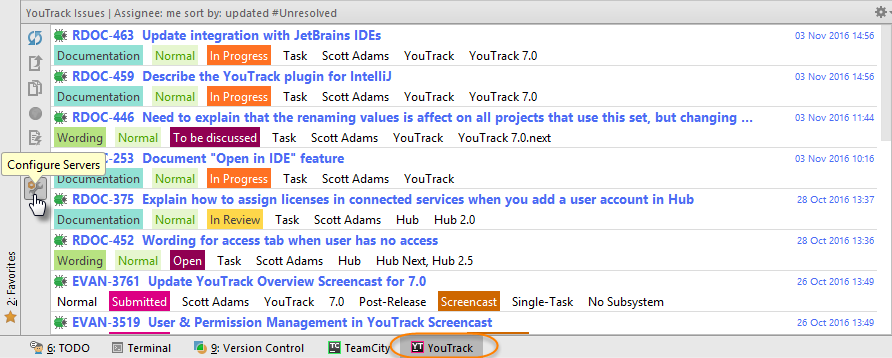 YouTrack Issues | Assignee: me sort by: updated #Unresolved
RDOC-463 Update integration with JetBrains IDEs 03 Nov 2016 14:56
Documentation Normal In Progress Task Scott Adams YouTrack YouTrack 7.0
RDOC-459 Describe the YouTrack plugin for IntelliJ 03 Nov 2016 14:56
Documentation Normal In Progress Task Scott Adams YouTrack YouTrack 7.0
RDOC-446 Need to explain that the renaming values is affect on all projects that use this set, but changing ... 03 Nov 2016 11:44
Wording Normal To be discussed Task Scott Adams YouTrack YouTrack 7.0.next
Configure Servers
-253 Document "Open in IDE" feature 03 Nov 2016 10:16
Documentation Normal In Progress Task Scott Adams YouTrack
RDOC-375 Explain how to assign licenses in connected services when you add a user account in Hub 28 Oct 2016 13:37
Documentation Normal In Review Task Scott Adams Hub Hub 2.0
RDOC-452 Wording for access tab when user has no access 28 Oct 2016 13:36
Wording Normal Open Task Scott Adams Hub Hub Next, Hub 2.5
EVAN-3761 Update YouTrack Overview Screencast for 7.0 26 Oct 2016 13:49
Normal Submitted Scott Adams YouTrack 7.0 Post-Release Screencast Single-Task No Subsystem
EVAN-3519 User & Permission Management in YouTrack Screencast 26 Oct 2016 13:49
2: Favorites
6: TODO Terminal 9: Version Control TC TeamCity YT YouTrack